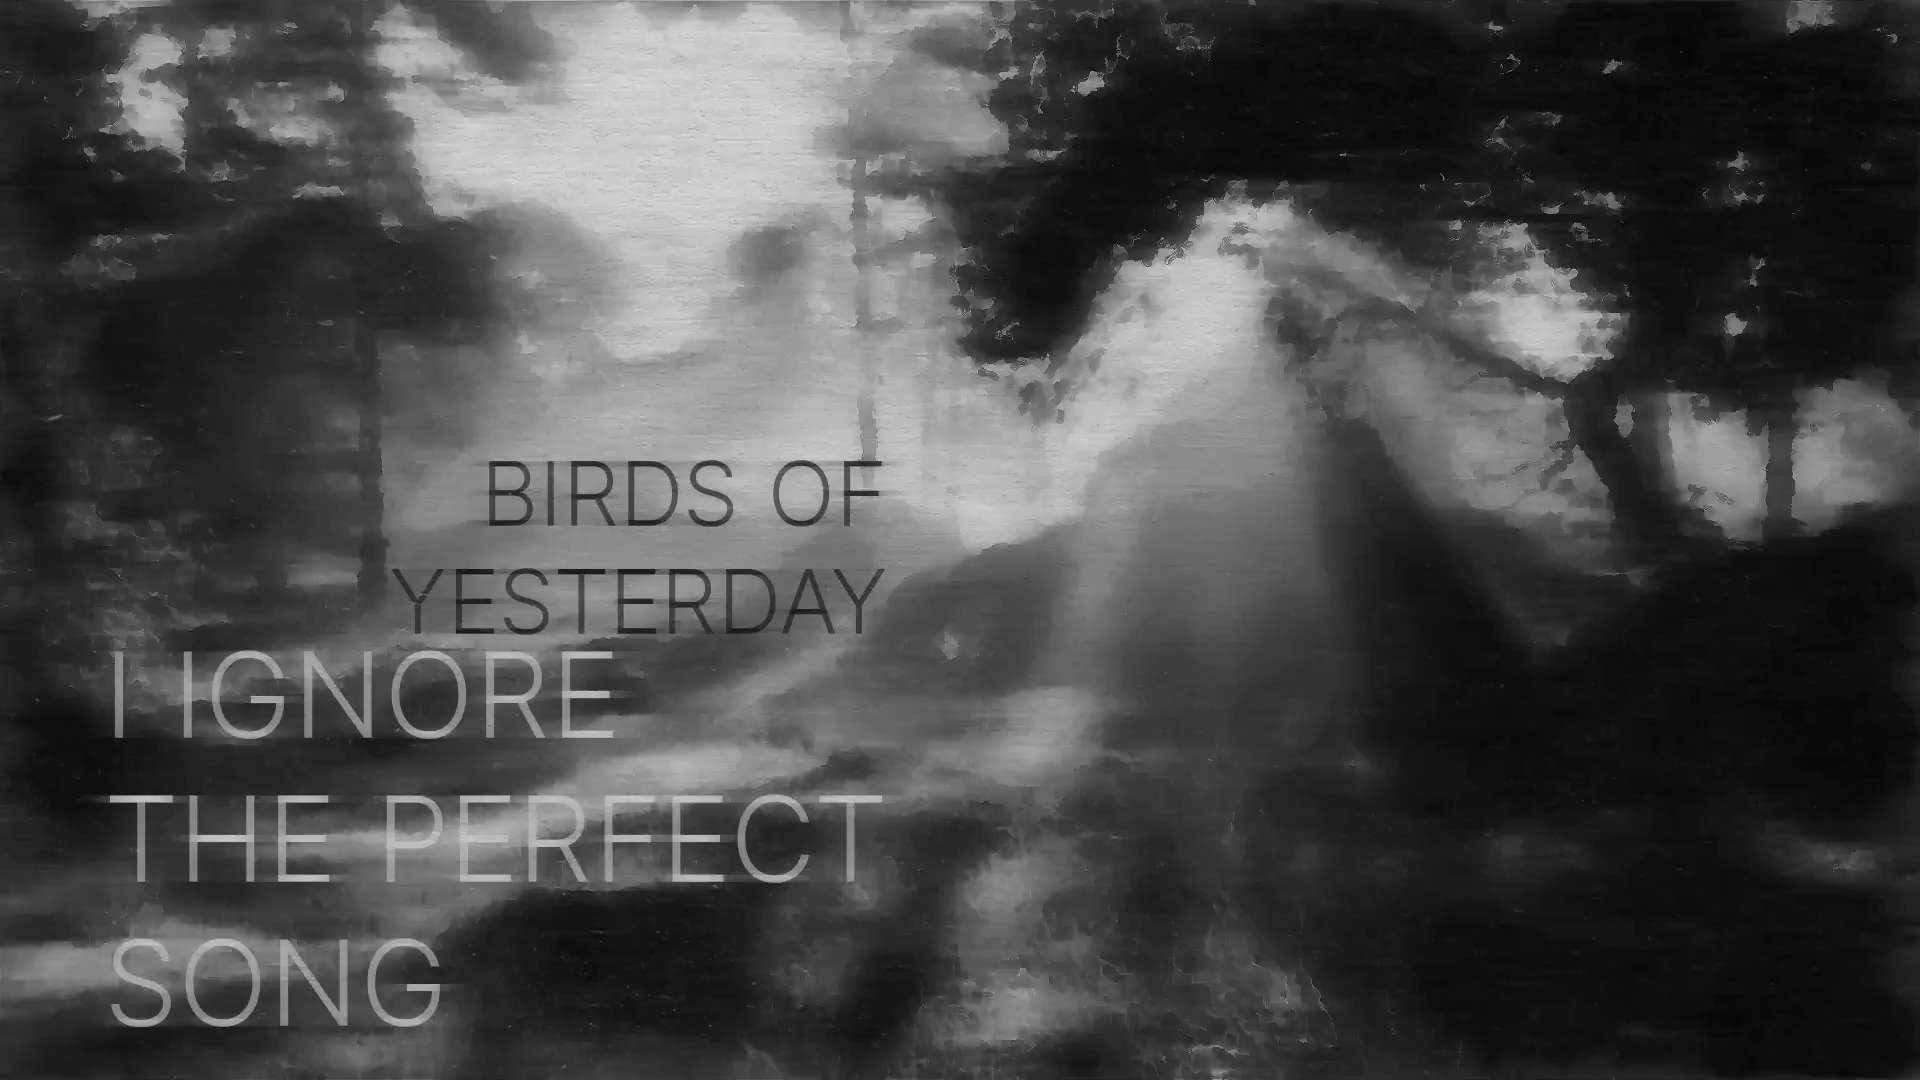 BIRDS OF
YESTERDAY
I IGNORE
THE PERFECT
SONG